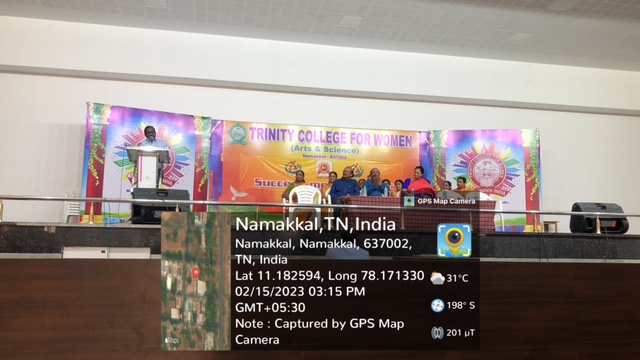 TRINITY COLLEGE FOR WOMEN
(Arts & Science)
Namakkal - 637002
GPS Map Camera
Namakkal,TN,India
Namakkal, Namakkal, 637002,
TN, India
Lat 11.182594, Long 78.171330
02/15/2023 03:15 PM
GMT+05:30
Note : Captured by GPS Map
Camera
31°C
198° S
201 µT